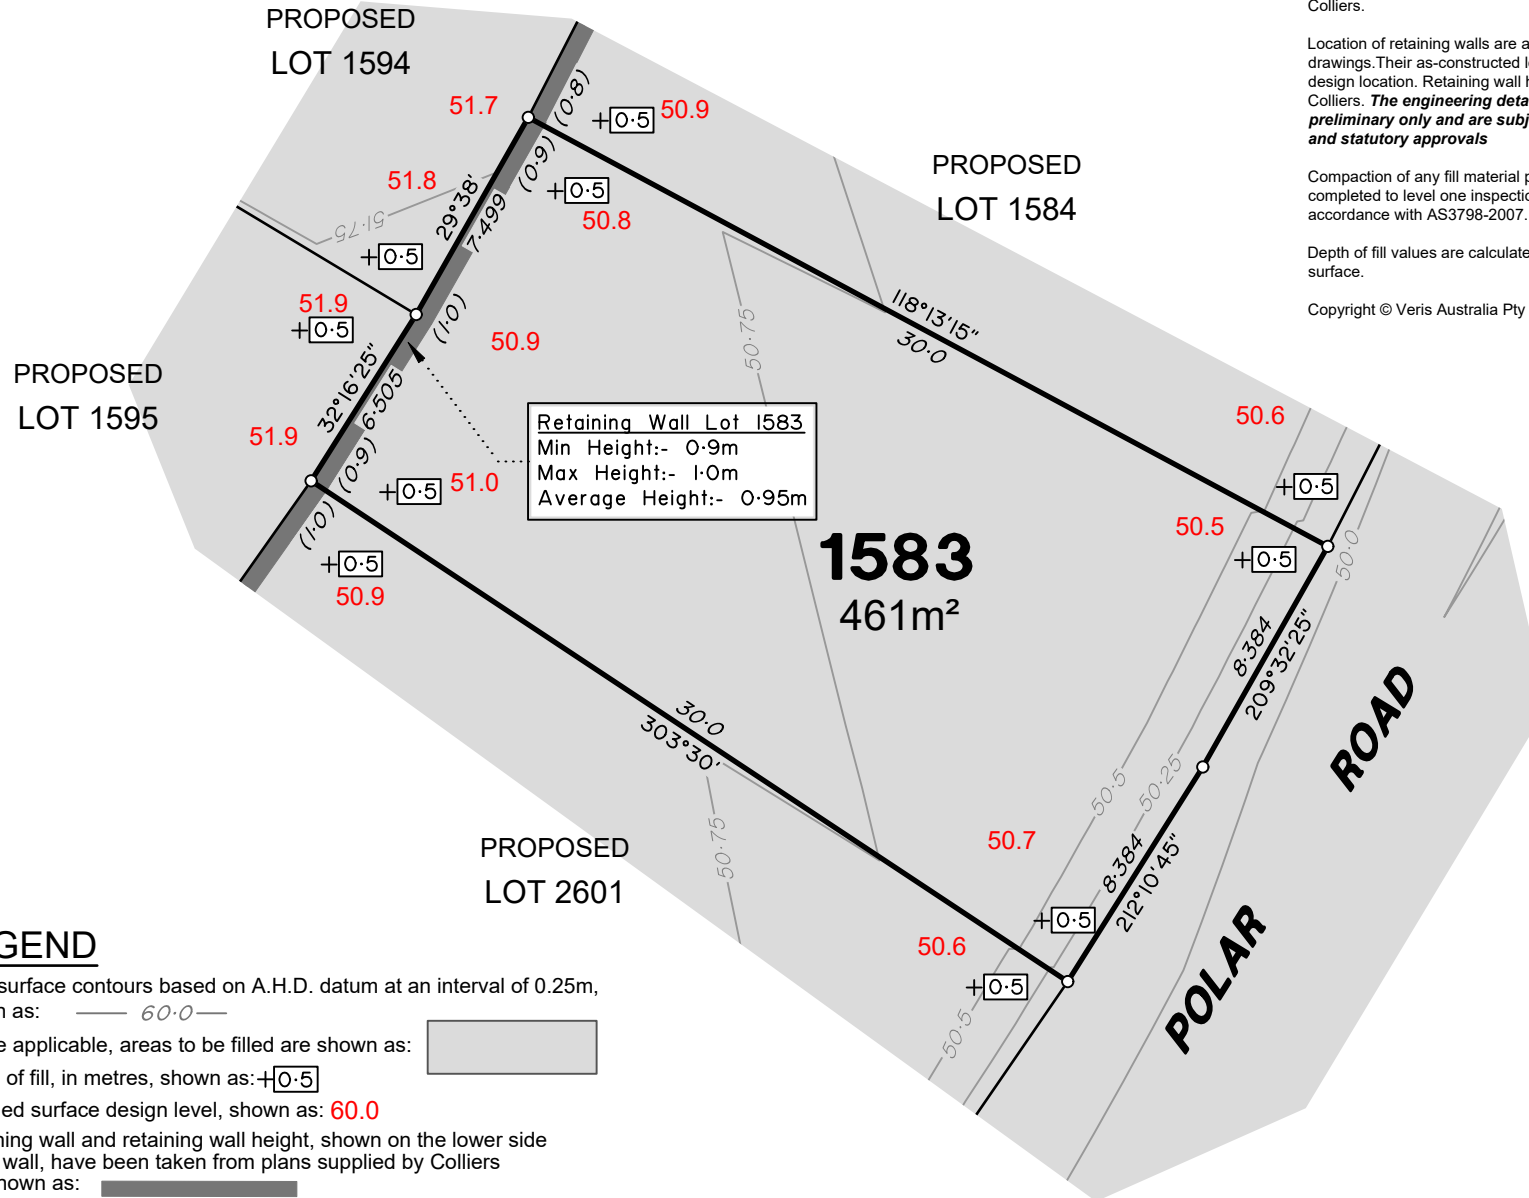 Colliers.
Location of retaining walls are a
drawings.Their as-constructed l
design location. Retaining wall h
Colliers. The engineering deta
preliminary only and are subj
and statutory approvals
Compaction of any fill material p
completed to level one inspectio
accordance with AS3798-2007.
Depth of fill values are calculate
surface.
Copyright © Veris Australia Pty
PROPOSED
LOT 1594
51.7
(0·8)
+0·5
50.9
(0·9)
+0·5
50.8
51.8
51·75
29°38'
7·499
+0·5
PROPOSED
LOT 1584
51.9
+0·5
(1·0)
50.9
50·75
118°13'15"
30·0
PROPOSED
LOT 1595
32°16'25"
6·505
51.9
(0·9)
+0·5
51.0
Retaining Wall Lot 1583
Min Height:- 0·9m
Max Height:- 1·0m
Average Height:- 0·95m
(1·0)
+0·5
50.9
1583
461m²
50.6
+0·5
50.5
+0·5
50·0
8·384
209°32'25"
ROAD
30·0
303°30'
50·5
50·25
50.7
8·384
212°10'45"
+0·5
PROPOSED
LOT 2601
50·75
50.6
+0·5
50·5
POLAR
GEND
surface contours based on A.H.D. datum at an interval of 0.25m,
n as: 60·0
e applicable, areas to be filled are shown as:
of fill, in metres, shown as:+0·5
ed surface design level, shown as: 60.0
ning wall and retaining wall height, shown on the lower side
wall, have been taken from plans supplied by Colliers
hown as: